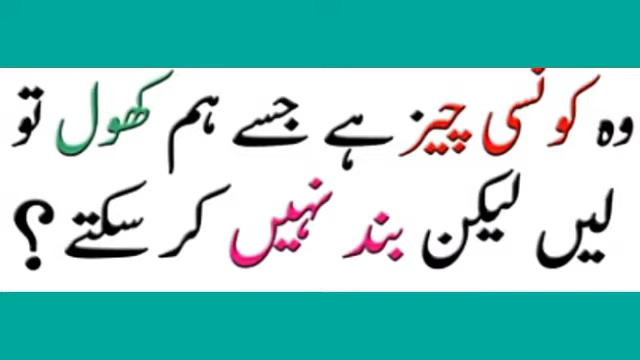 وہ کونسی چیز ہے جسے ہم کھول تو
لیں لیکن بند نہیں کر سکتے ؟